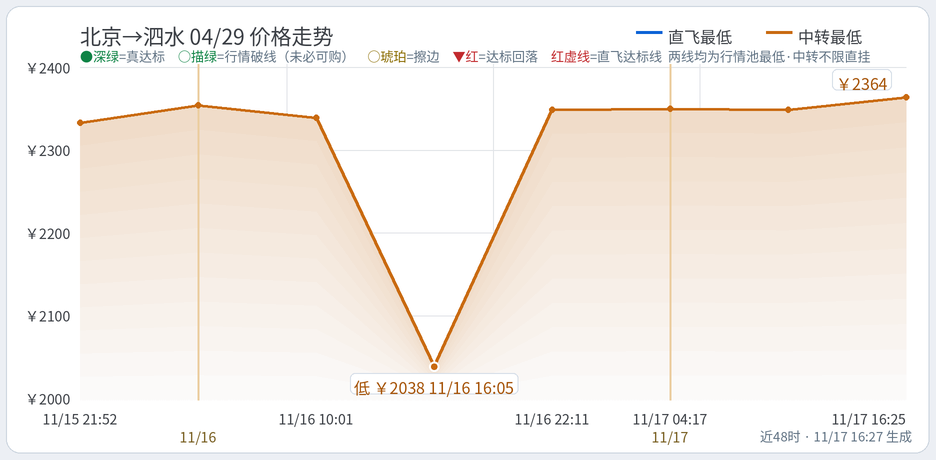 北京→泗水 04/29 价格走势
直飞最低 中转最低
深绿=真达标 描绿=行情破线（未必可购） 琥珀=擦边 ▼红=达标回落 红虚线=直飞达标线 两线均为行情池最低·中转不限直挂
￥2400
￥2364
￥2300
￥2200
￥2100
低 ￥2038 11/16 16:05
￥2000
11/15 21:52 11/16 10:01 11/16 22:11 11/17 04:17 11/17 16:25
11/16 11/17 近48时 · 11/17 16:27 生成